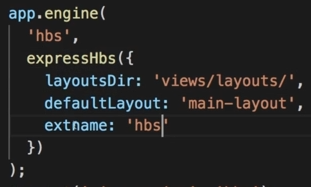 app.engine(
'hbs',
expressHbs({
layoutsDir: 'views/layouts/',
defaultLayout: 'main-layout',
extname: 'hbs'
})
);